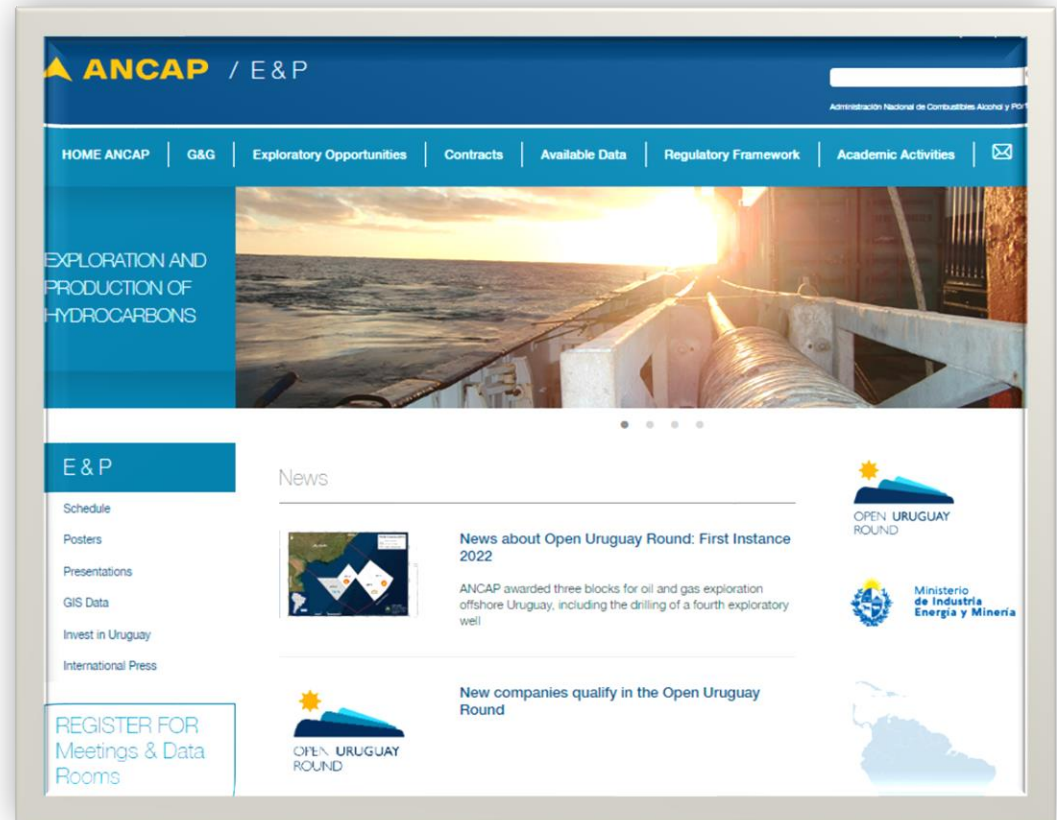 ANCAP / E & P
Administración Nacional de Combustibles Alcohol y
HOME ANCAP
G&G
Exploratory Opportunities
Contracts
Available Data
Regulatory Framework
Academic Activities
EXPLORATION AND
PRODUCTION OF
HYDROCARBONS
E & P
Schedule
Posters
Presentations
GIS Data
Invest in Uruguay
International Press
REGISTER FOR
Meetings & Data
Rooms
News
News about Open Uruguay Round: First Instance
2022
ANCAP awarded three blocks for oil and gas exploration
offshore Uruguay, including the drilling of a fourth exploratory
well
OPEN URUGUAY
ROUND
New companies qualify in the Open Uruguay
Round
OPEN URUGUAY
ROUND
Ministerio
de Industria
Energía y Minería